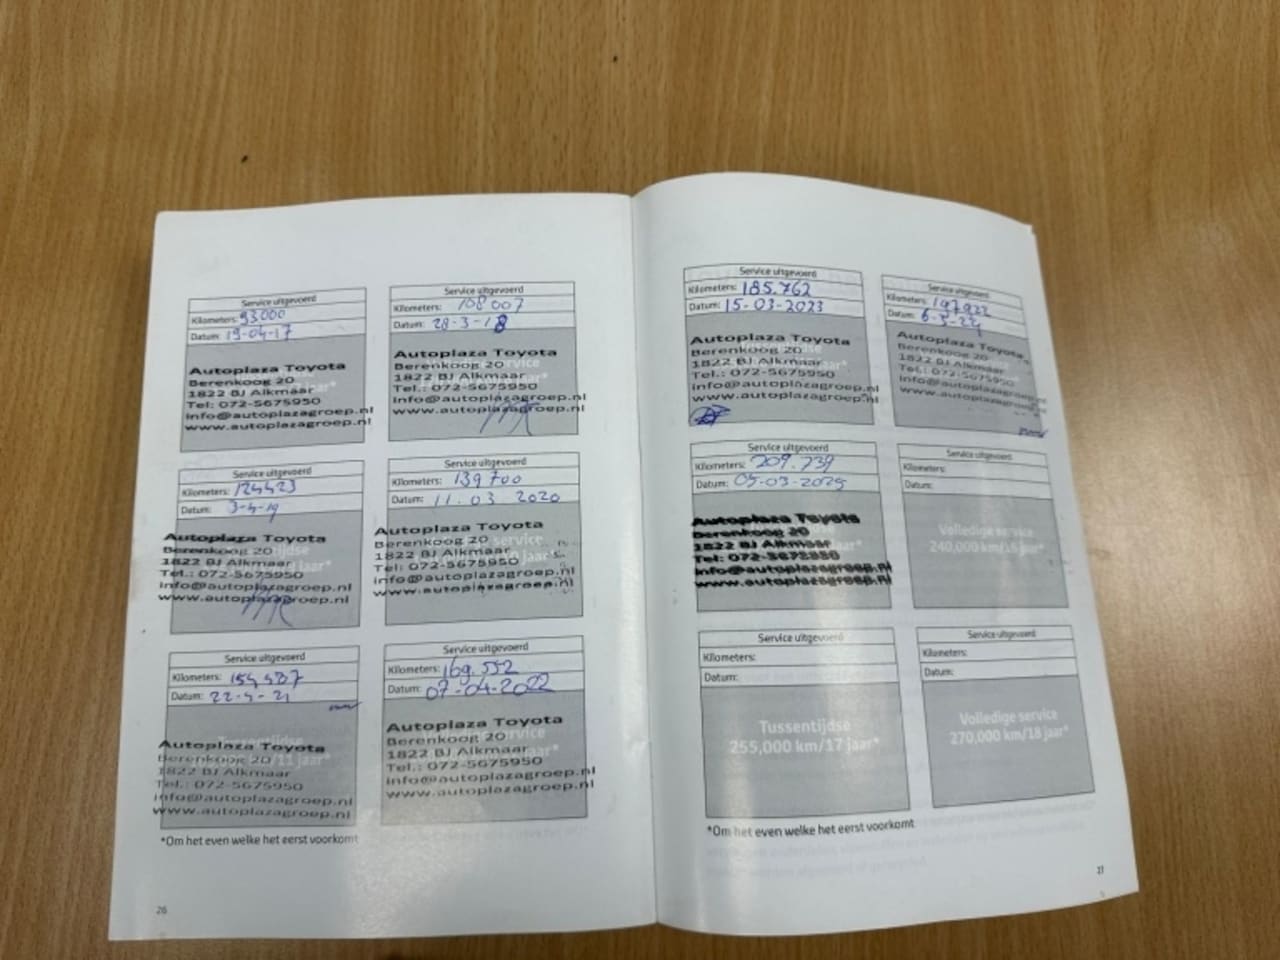 Service uitgevoerd
Kilometers: 93000
Datum: 19-04-17
Autoplaza Toyota
Berenkoog 20
1822 BJ Alkmaar
Tel: 072-5675950
info@autoplazagroep.nl
www.autoplazagroep.nl
Service uitgevoerd
Kilometers: 108007
Datum: 28-3-18
Autoplaza Toyota
Berenkoog 20
1822 BJ Alkmaar
Tel.: 072-5675950
info@autoplazagroep.nl
www.autoplazagroep.nl
Service uitgevoerd
Kilometers: 124423
Datum: 3-4-19
Autoplaza Toyota
Berenkoog 20
1822 BJ Alkmaar
Tel.: 072-5675950
info@autoplazagroep.nl
www.autoplazagroep.nl
Service uitgevoerd
Kilometers: 139700
Datum: 11.03 2020
Autoplaza Toyota
Berenkoog 20
1822 BJ Alkmaar
Tel.: 072-5675950
info@autoplazagroep.nl
www.autoplazagroep.nl
Service uitgevoerd
Kilometers:
Datum: 22-4-21
Autoplaza Toyota
Berenkoog 20
1822 BJ Alkmaar
Tel.: 072-5675950
info@autoplazagroep.nl
www.autoplazagroep.nl
Service uitgevoerd
Kilometers: 169.552
Datum: 07-04-2022
Autoplaza Toyota
Berenkoog 20
1822 BJ Alkmaar
Tel.: 072-5675950
info@autoplazagroep.nl
www.autoplazagroep.nl
*Om het even welke het eerst voorkomt
26
Service uitgevoerd
Kilometers: 185.762
Datum: 15-03-2023
Autoplaza Toyota
Berenkoog 20
1822 BJ Alkmaar
Tel.: 072-5675950
info@autoplazagroep.nl
www.autoplazagroep.nl
Service uitgevoerd
Kilometers: 197922
Datum:
Autoplaza Toyota
Berenkoog 20
1822 BJ Alkmaar
Tel.: 072-5675950
info@autoplazagroep.nl
www.autoplazagroep.nl
Service uitgevoerd
Kilometers: 209.739
Datum: 05-03-2025
Autoplaza Toyota
Berenkoog 20
1822 BJ Alkmaar
Tel: 072-5675950
info@autoplazagroep.nl
www.autoplazagroep.nl
Service uitgevoerd
Kilometers:
Datum:
Volledige service
240,000 km/16 jaar*
Service uitgevoerd
Kilometers:
Datum:
Tussentijdse
255,000 km/17 jaar*
Service uitgevoerd
Kilometers:
Datum:
Volledige service
270,000 km/18 jaar*
*Om het even welke het eerst voorkomt
27